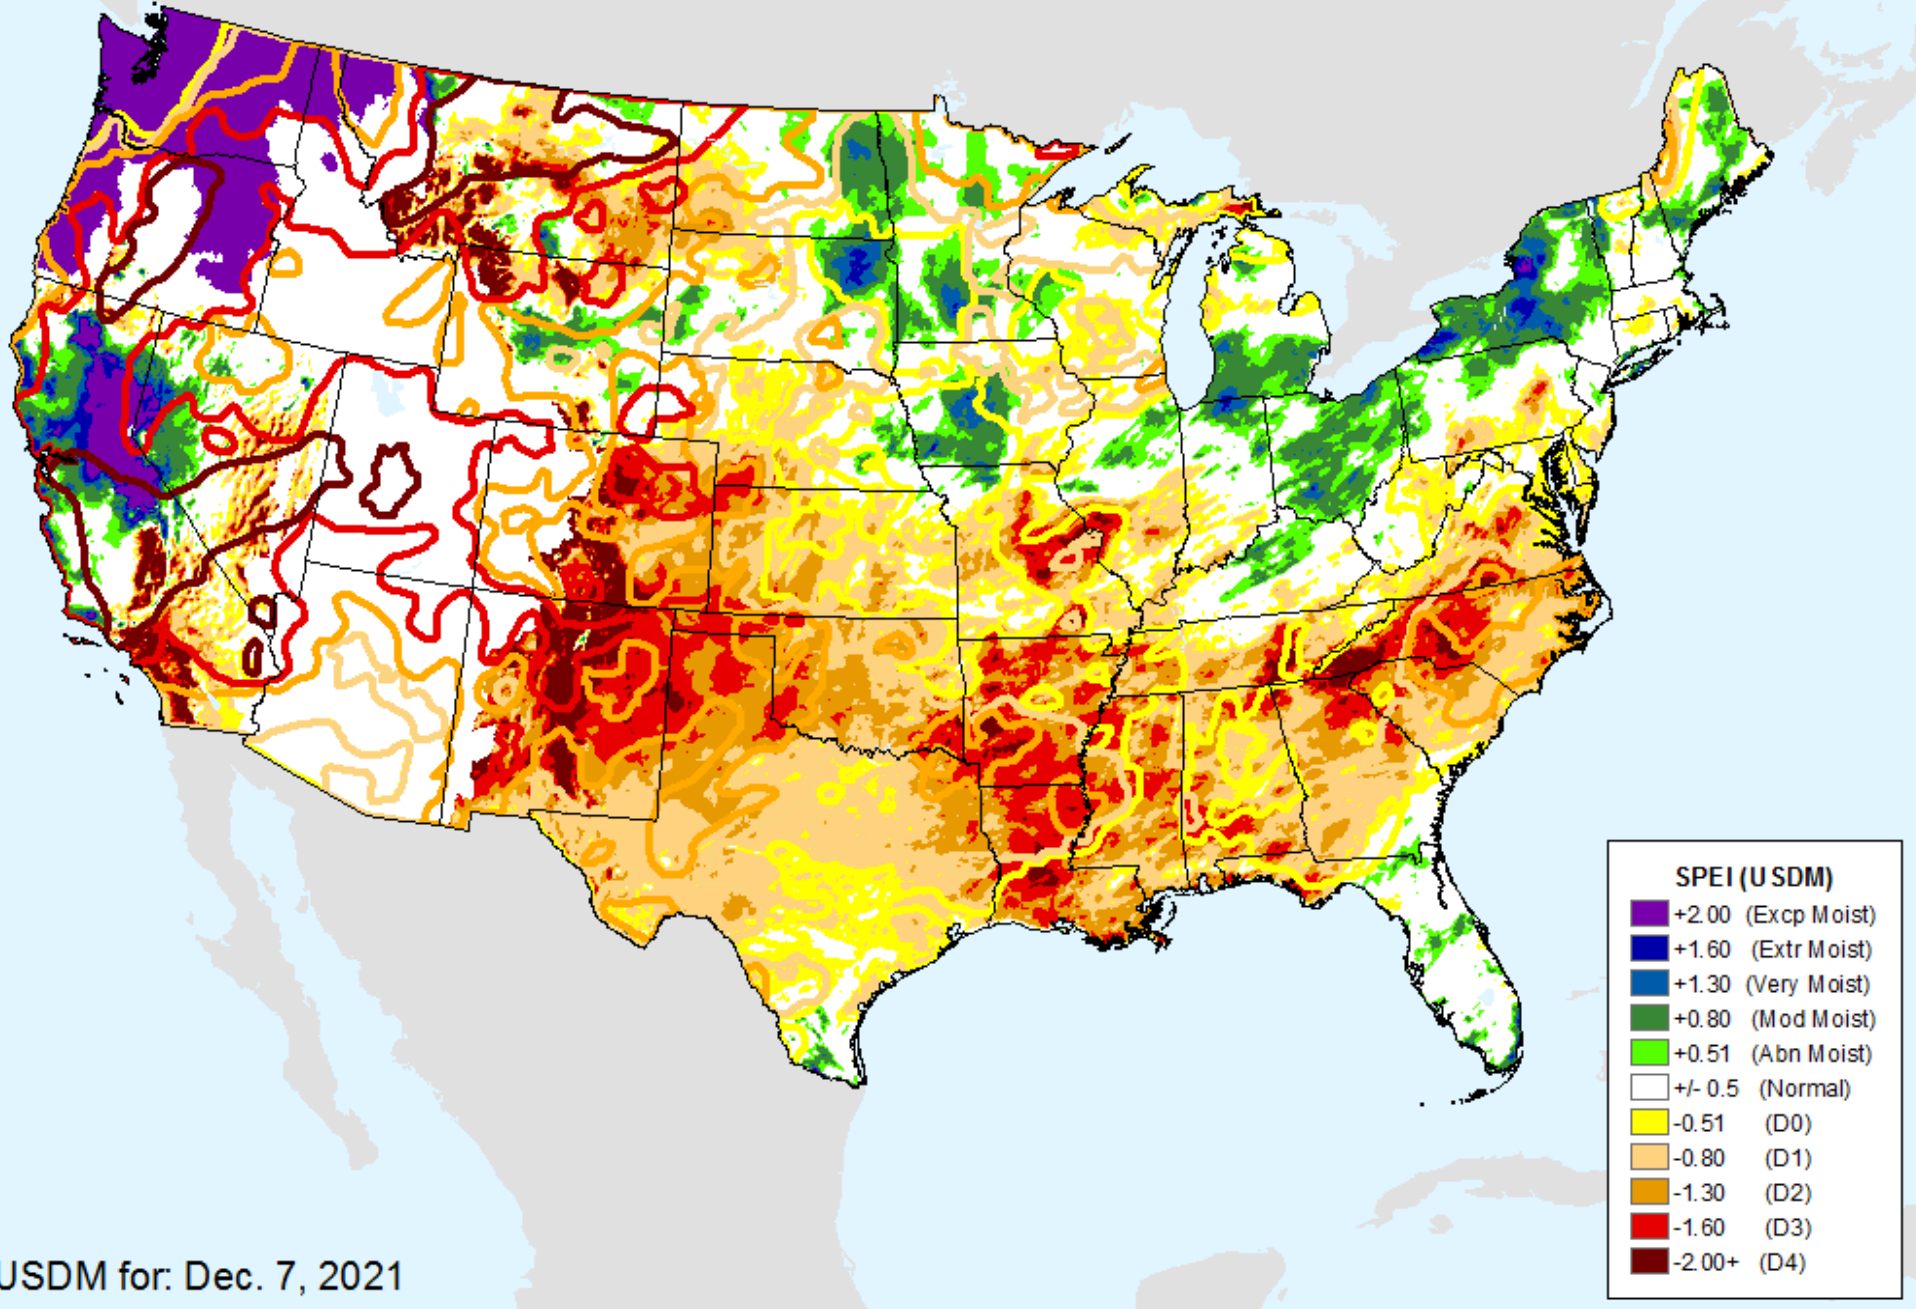 SPEI (USDM)
+2.00 (Excp Moist)
+1.60 (Extr Moist)
+1.30 (Very Moist)
+0.80 (Mod Moist)
+0.51 (Abn Moist)
+/- 0.5 (Normal)
-0.51 (D0)
-0.80 (D1)
-1.30 (D2)
-1.60 (D3)
-2.00+ (D4)
USDM for: Dec. 7, 2021